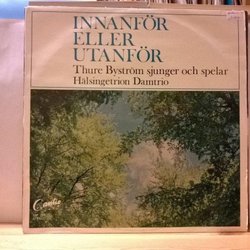 INNANFÖR
ELLER
UTANFÖR
Thure Byström sjunger och spelar
Hälsingetrion Damtrio